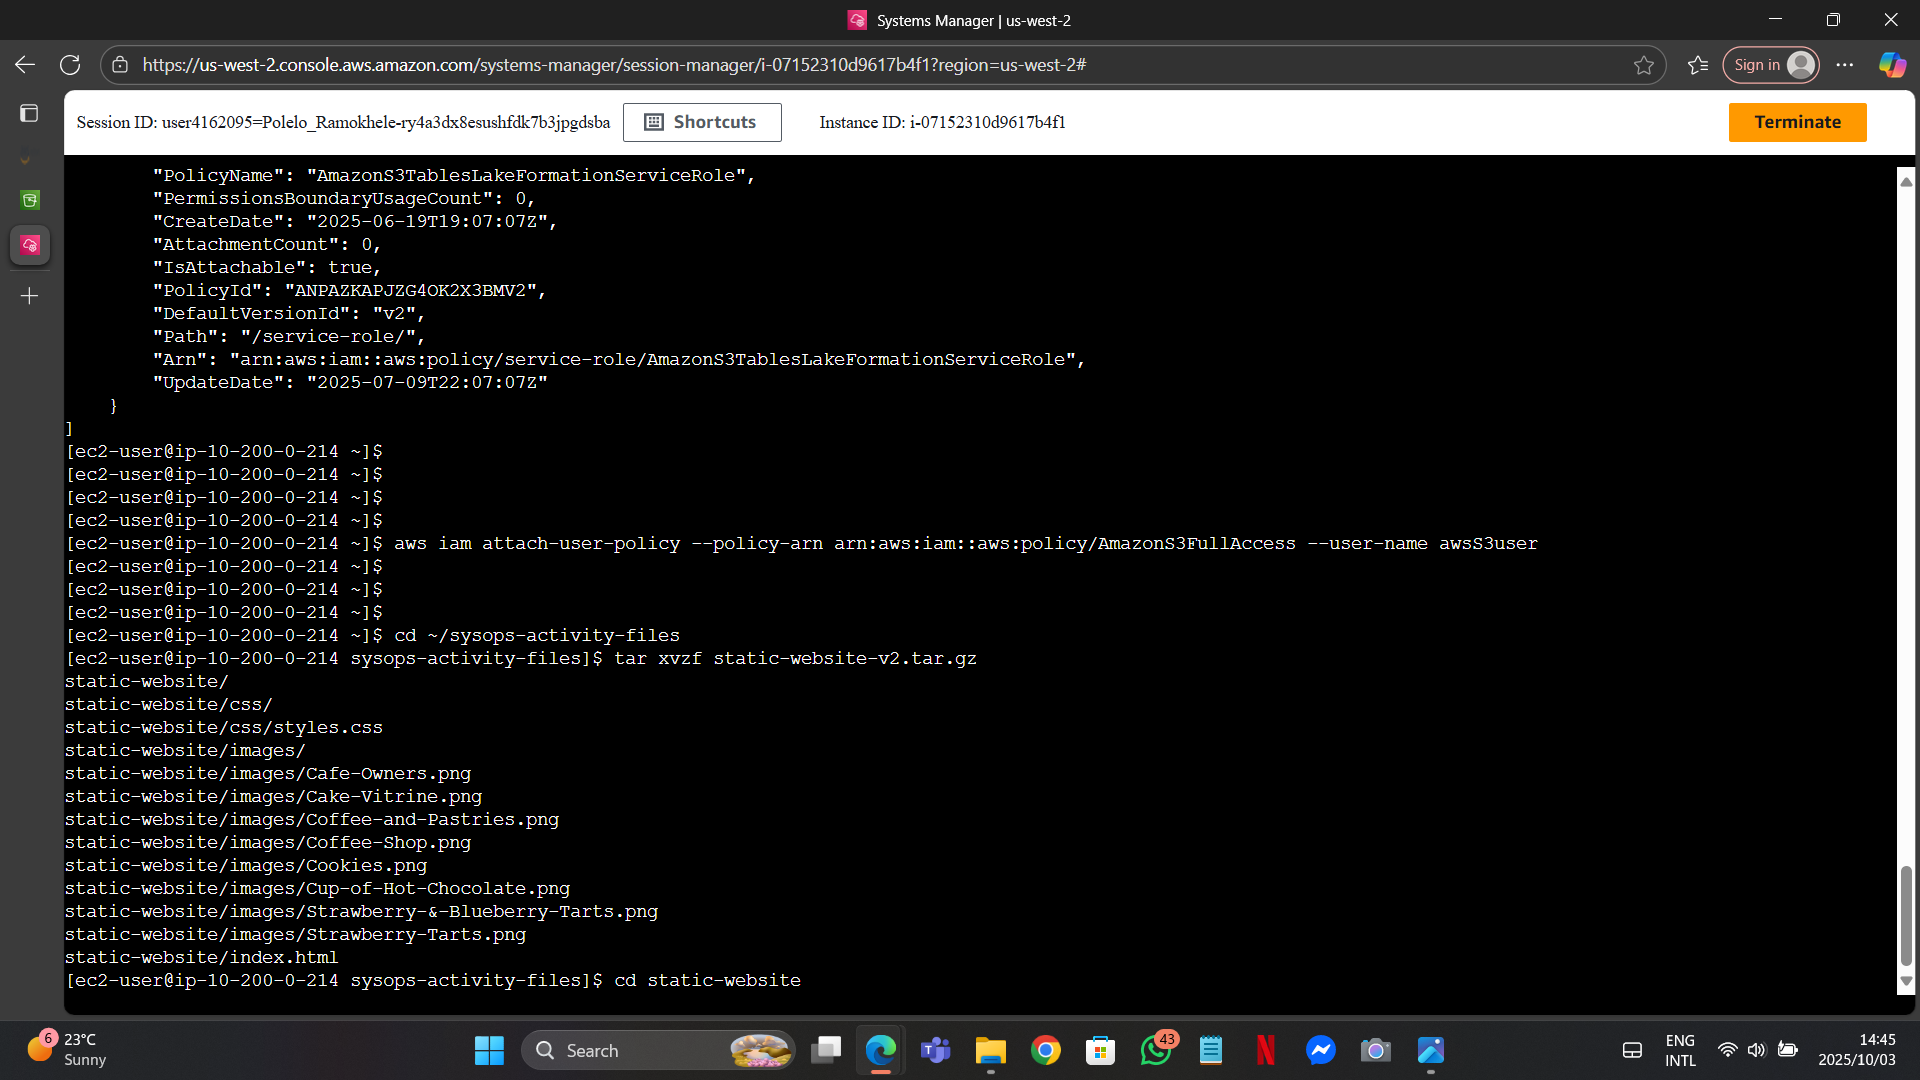 Systems Manager | us-west-2
https://us-west-2.console.aws.amazon.com/systems-manager/session-manager/i-07152310d9617b4f1?region=us-west-2#
Sign in
Session ID: user4162095=Polelo_Ramokhele-ry4a3dx8esushfdk7b3jpgdsba
Shortcuts
Instance ID: i-07152310d9617b4f1
Terminate
"PolicyName": "AmazonS3TablesLakeFormationServiceRole",
"PermissionsBoundaryUsageCount": 0,
"CreateDate": "2025-06-19T19:07:07Z",
"AttachmentCount": 0,
"IsAttachable": true,
"PolicyId": "ANPAZKAPJZG4OK2X3BMV2",
"DefaultVersionId": "v2",
"Path": "/service-role/",
"Arn": "arn:aws:iam::aws:policy/service-role/AmazonS3TablesLakeFormationServiceRole",
"UpdateDate": "2025-07-09T22:07:07Z"
}
]
[ec2-user@ip-10-200-0-214 ~]$
[ec2-user@ip-10-200-0-214 ~]$
[ec2-user@ip-10-200-0-214 ~]$
[ec2-user@ip-10-200-0-214 ~]$
[ec2-user@ip-10-200-0-214 ~]$ aws iam attach-user-policy --policy-arn arn:aws:iam::aws:policy/AmazonS3FullAccess --user-name awsS3user
[ec2-user@ip-10-200-0-214 ~]$
[ec2-user@ip-10-200-0-214 ~]$
[ec2-user@ip-10-200-0-214 ~]$
[ec2-user@ip-10-200-0-214 ~]$ cd ~/sysops-activity-files
[ec2-user@ip-10-200-0-214 sysops-activity-files]$ tar xvzf static-website-v2.tar.gz
static-website/
static-website/css/
static-website/css/styles.css
static-website/images/
static-website/images/Cafe-Owners.png
static-website/images/Cake-Vitrine.png
static-website/images/Coffee-and-Pastries.png
static-website/images/Coffee-Shop.png
static-website/images/Cookies.png
static-website/images/Cup-of-Hot-Chocolate.png
static-website/images/Strawberry-&-Blueberry-Tarts.png
static-website/images/Strawberry-Tarts.png
static-website/index.html
[ec2-user@ip-10-200-0-214 sysops-activity-files]$ cd static-website
6
23°C
Sunny
Search
43
ENG
INTL
14:45
2025/10/03